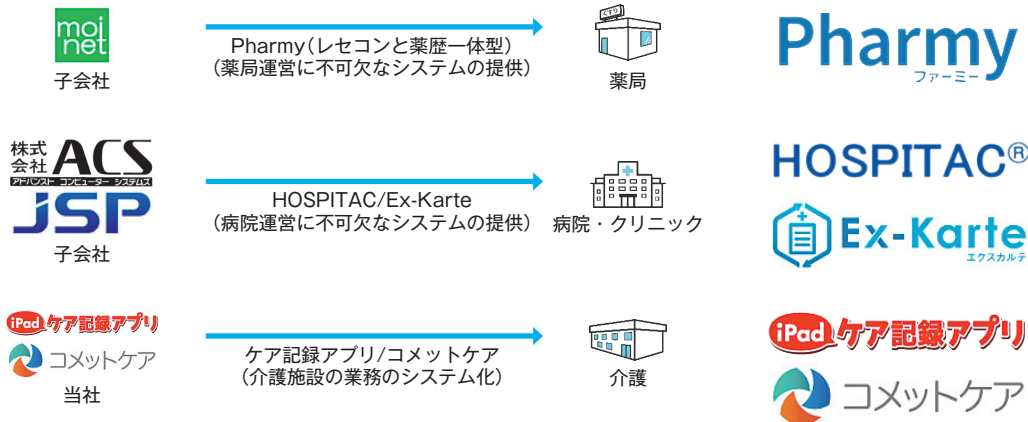 moi
net
子会社
Pharmy(レセコンと薬歴一体型)
(薬局運営に不可欠なシステムの提供)
くすり
薬局
Pharmy
ファーミー
株式
会社 ACS
アドバンスト コンピューター システムズ
JSP
子会社
HOSPITAC/Ex-Karte
(病院運営に不可欠なシステムの提供)
病院・クリニック
HOSPITAC®
Ex-Karte
エクスカルテ
iPadケア記録アプリ
コメットケア
当社
ケア記録アプリ/コメットケア
(介護施設の業務のシステム化)
介護
iPadケア記録アプリ
コメットケア